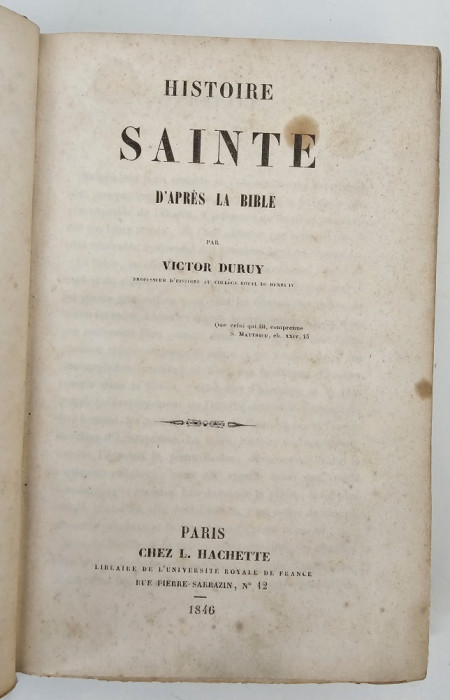 HISTOIRE
SAINTE
D'APRÈS LA BIBLE
PAR
VICTOR DURUY
PROFESSEUR D'HISTOIRE AU COLLÉGE ROYAL DE HENRI IV
Que celui qui lit, comprenne
S. MATTHIEU, ch. XXIV, 15
PARIS
CHEZ L. HACHETTE
LIBRAIRE DE L'UNIVERSITÉ ROYALE DE FRANCE
RUE PIERRE-SARRAZIN, N° 12
1846